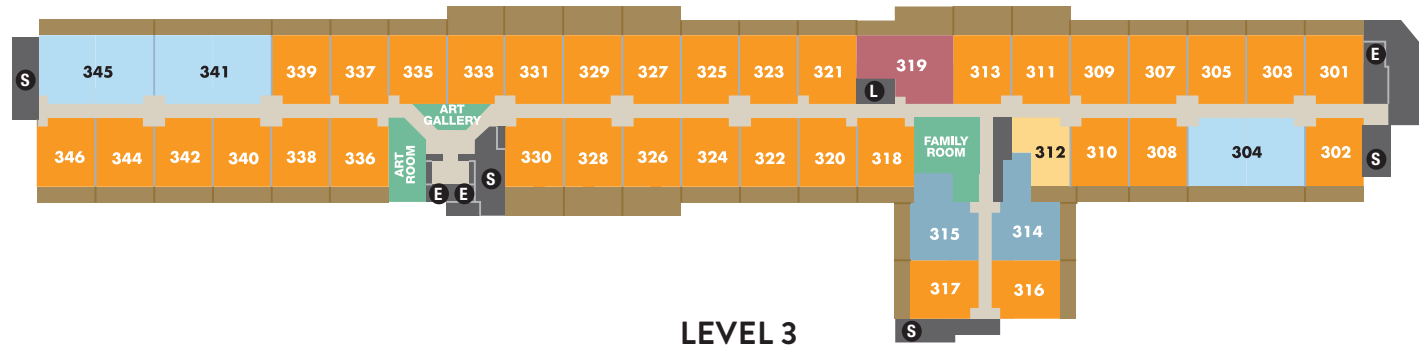 345 341 339 337 335 333 331 329 327 325 323 321 319 313 311 309 307 305 303 301
E
S
L
ART
GALLERY
346 344 342 340 338 336
ART
ROOM
E E S
330 328 326 324 322 320 318
FAMILY
ROOM
312 310 308 304 302
S
315 314
317 316
S
LEVEL 3